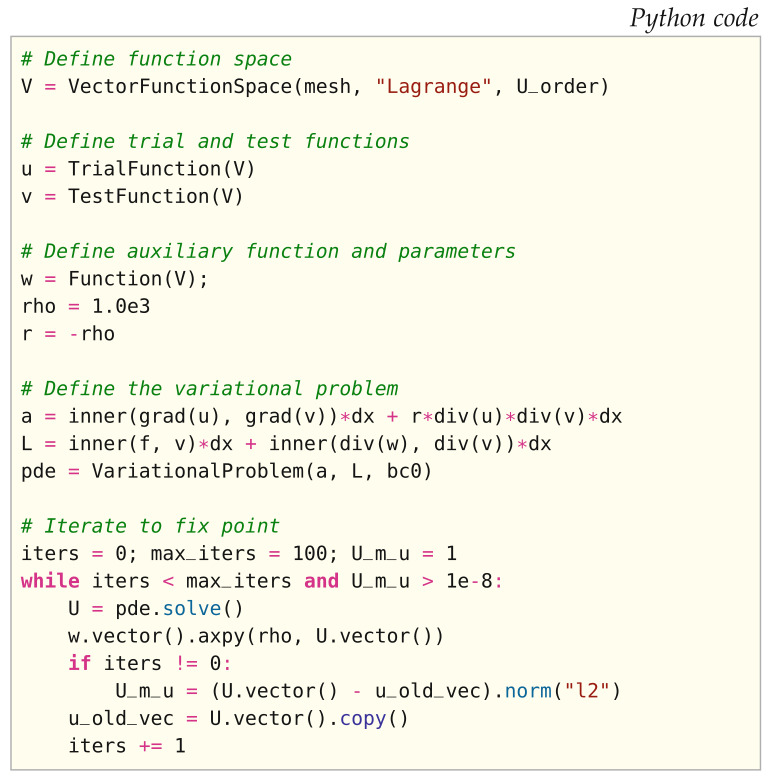 Python code
# Define function space
V = VectorFunctionSpace(mesh, "Lagrange", U_order)

# Define trial and test functions
u = TrialFunction(V)
v = TestFunction(V)

# Define auxiliary function and parameters
w = Function(V);
rho = 1.0e3
r = -rho

# Define the variational problem
a = inner(grad(u), grad(v))*dx + r*div(u)*div(v)*dx
L = inner(f, v)*dx + inner(div(w), div(v))*dx
pde = VariationalProblem(a, L, bc0)

# Iterate to fix point
iters = 0; max_iters = 100; U_m_u = 1
while iters < max_iters and U_m_u > 1e-8:
    U = pde.solve()
    w.vector().axpy(rho, U.vector())
    if iters != 0:
        U_m_u = (U.vector() - u_old_vec).norm("l2")
    u_old_vec = U.vector().copy()
    iters += 1